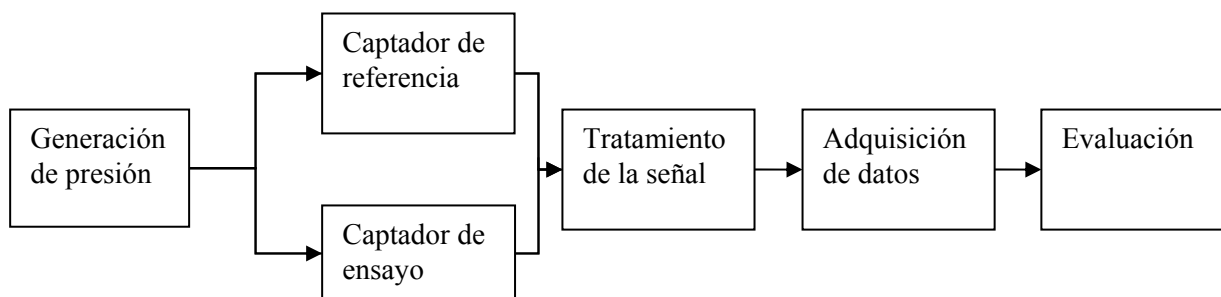 Generación
de presión
Captador de
referencia
Captador de
ensayo
Tratamiento
de la señal
Adquisición
de datos
Evaluación